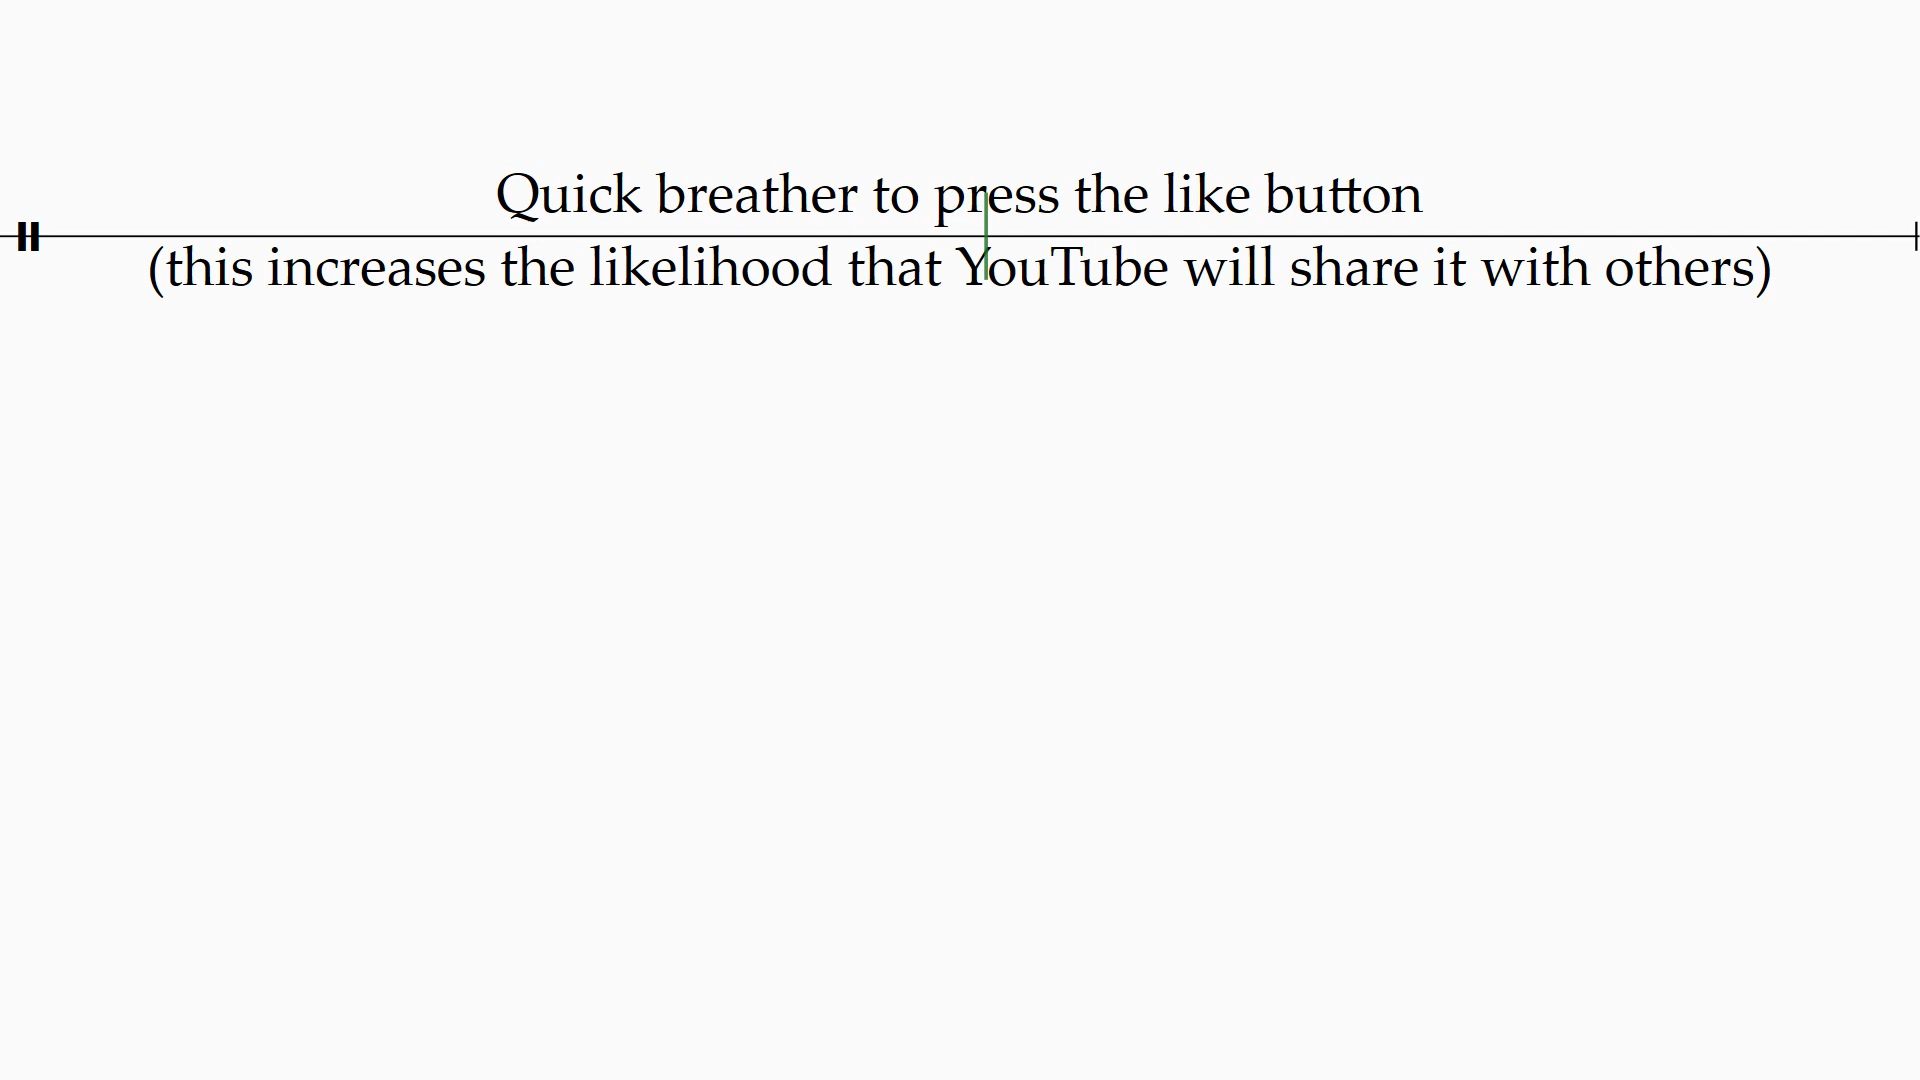 Quick breather to press the like button
(this increases the likelihood that YouTube will share it with others)